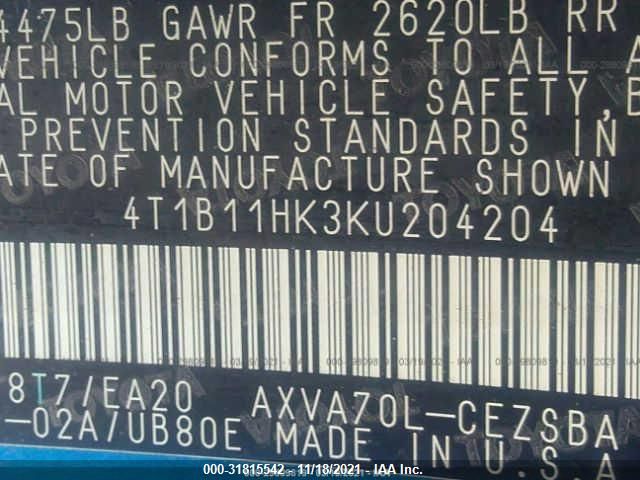 4475LB GAWR FR 2620LB RR
VEHICLE CONFORMS TO ALL A
AL MOTOR VEHICLE SAFETY,
PREVENTION STANDARDS IN
ATE OF MANUFACTURE SHOWN
4T1B11HK3KU204204
8T7/EA20 AXVA70L-CEZSBA
-02A/UB80E MADE IN U.S.A
000-31815542 - 11/18/2021 - IAA Inc.